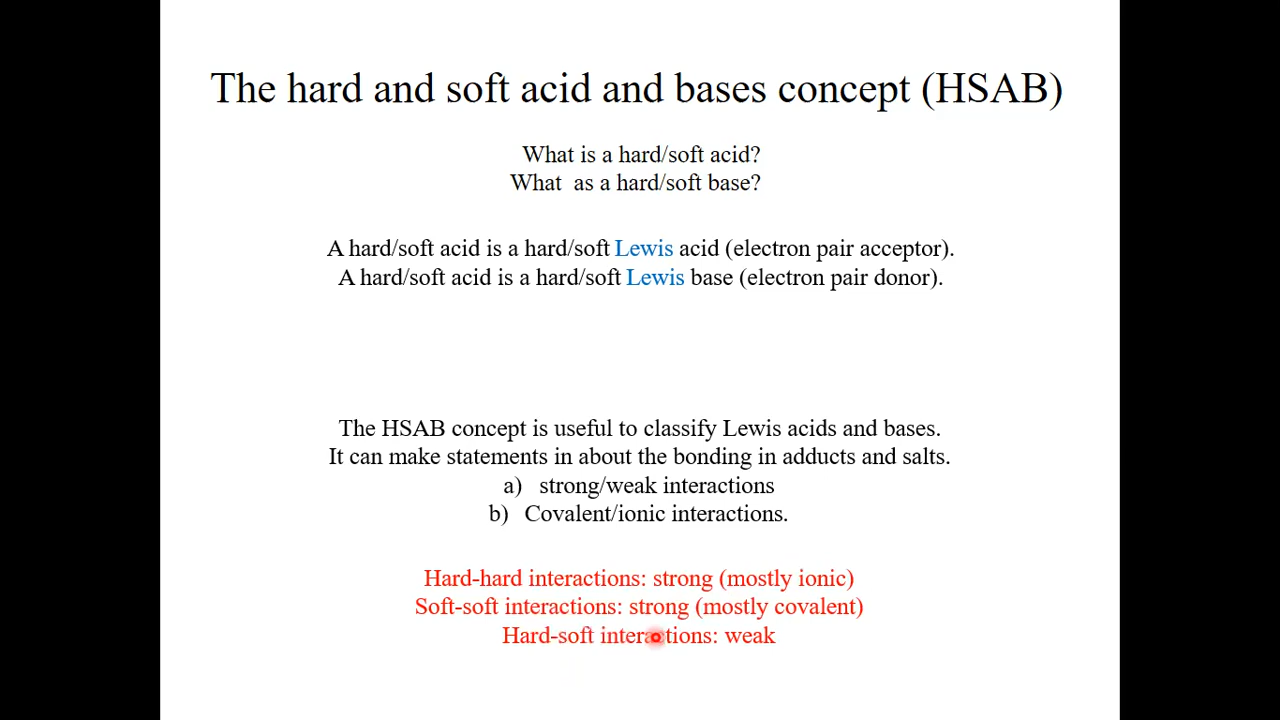 The hard and soft acid and bases concept (HSAB)
What is a hard/soft acid?
What as a hard/soft base?
A hard/soft acid is a hard/soft Lewis acid (electron pair acceptor).
A hard/soft acid is a hard/soft Lewis base (electron pair donor).
The HSAB concept is useful to classify Lewis acids and bases.
It can make statements in about the bonding in adducts and salts.
a) strong/weak interactions
b) Covalent/ionic interactions.
Hard-hard interactions: strong (mostly ionic)
Soft-soft interactions: strong (mostly covalent)
Hard-soft interactions: weak